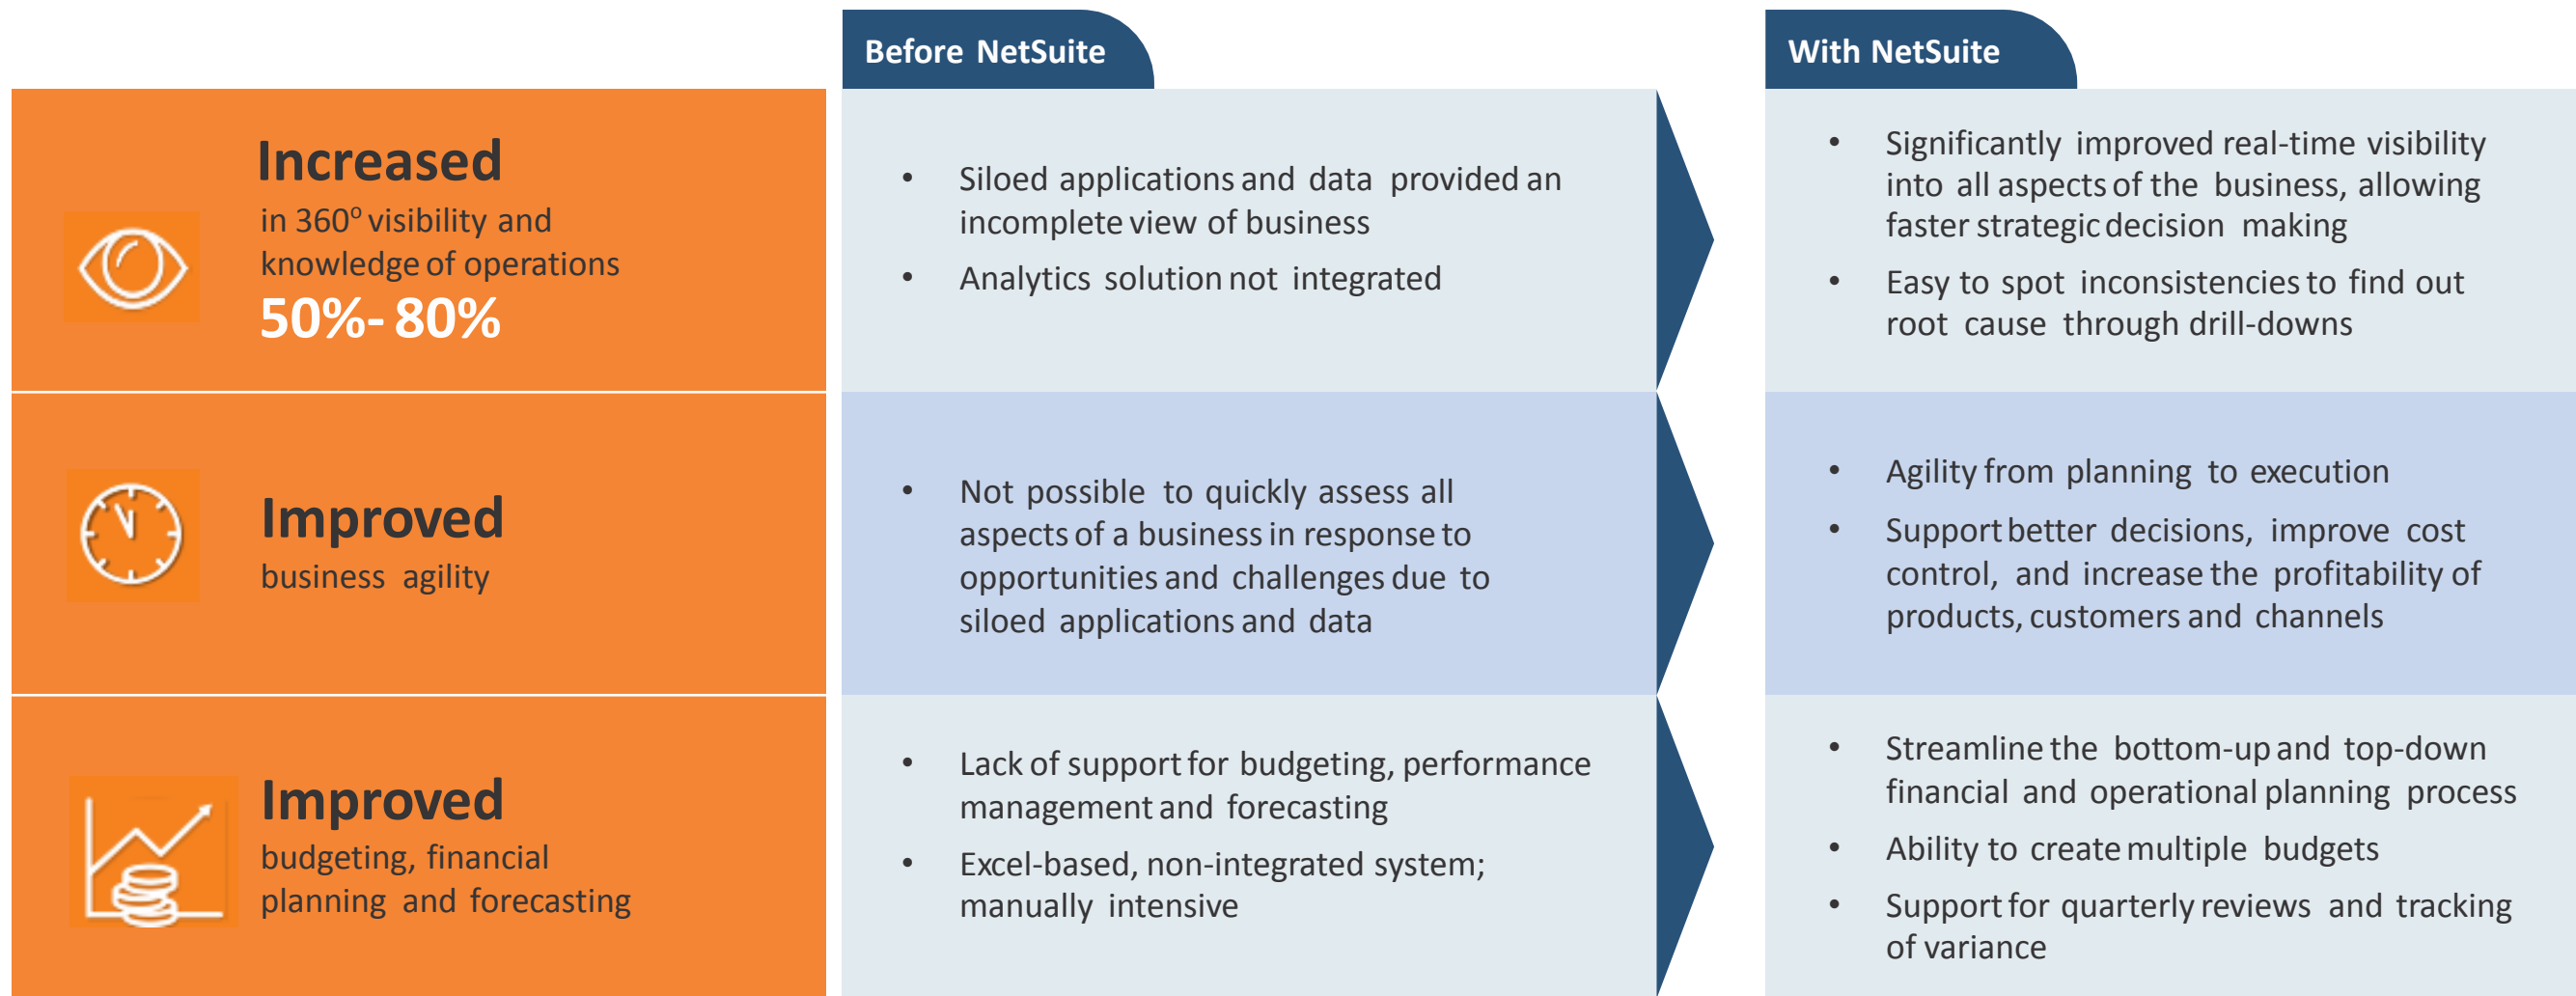 Before NetSuite
With NetSuite
Increased
in 360º visibility and
knowledge of operations
50%- 80%
• Siloed applications and data provided an
incomplete view of business
• Analytics solution not integrated
• Significantly improved real-time visibility
into all aspects of the business, allowing
faster strategic decision making
• Easy to spot inconsistencies to find out
root cause through drill-downs
Improved
business agility
• Not possible to quickly assess all
aspects of a business in response to
opportunities and challenges due to
siloed applications and data
• Agility from planning to execution
• Support better decisions, improve cost
control, and increase the profitability of
products, customers and channels
Improved
budgeting, financial
planning and forecasting
• Lack of support for budgeting, performance
management and forecasting
• Excel-based, non-integrated system;
manually intensive
• Streamline the bottom-up and top-down
financial and operational planning process
• Ability to create multiple budgets
• Support for quarterly reviews and tracking
of variance